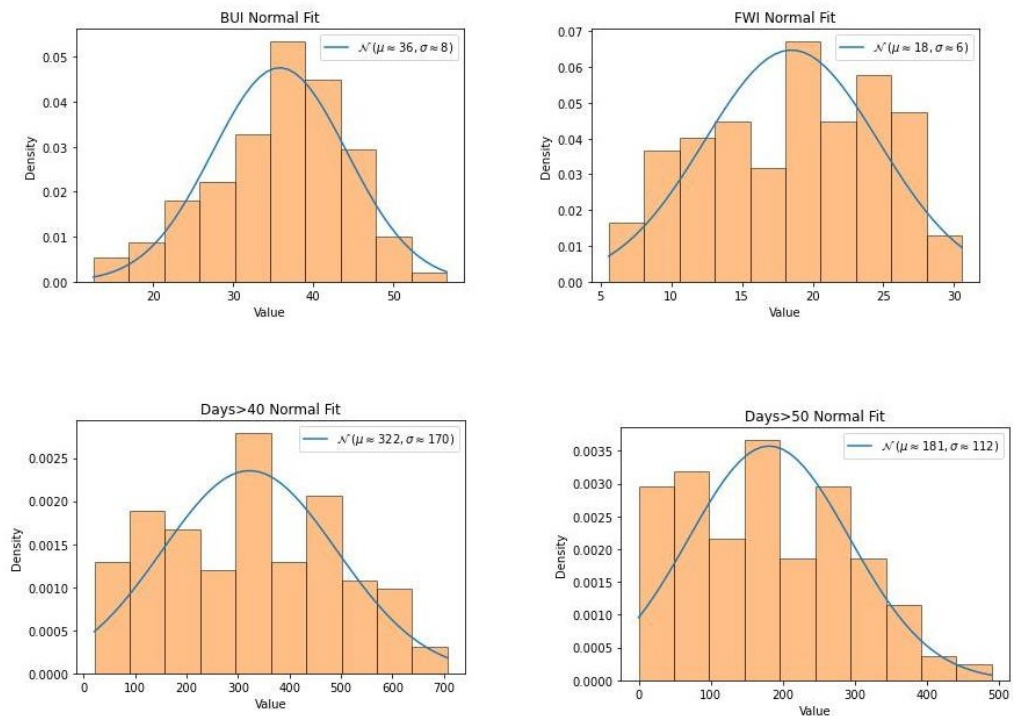 BUI Normal Fit
𝒩(μ ≈ 36, σ ≈ 8)
0.05
0.04
0.03
0.02
0.01
0.00
Density
20 30 40 50
Value
FWI Normal Fit
𝒩(μ ≈ 18, σ ≈ 6)
0.07
0.06
0.05
0.04
0.03
0.02
0.01
0.00
Density
5 10 15 20 25 30
Value
Days>40 Normal Fit
𝒩(μ ≈ 322, σ ≈ 170)
0.0025
0.0020
0.0015
0.0010
0.0005
0.0000
Density
0 100 200 300 400 500 600 700
Value
Days>50 Normal Fit
𝒩(μ ≈ 181, σ ≈ 112)
0.0035
0.0030
0.0025
0.0020
0.0015
0.0010
0.0005
0.0000
Density
0 100 200 300 400 500
Value